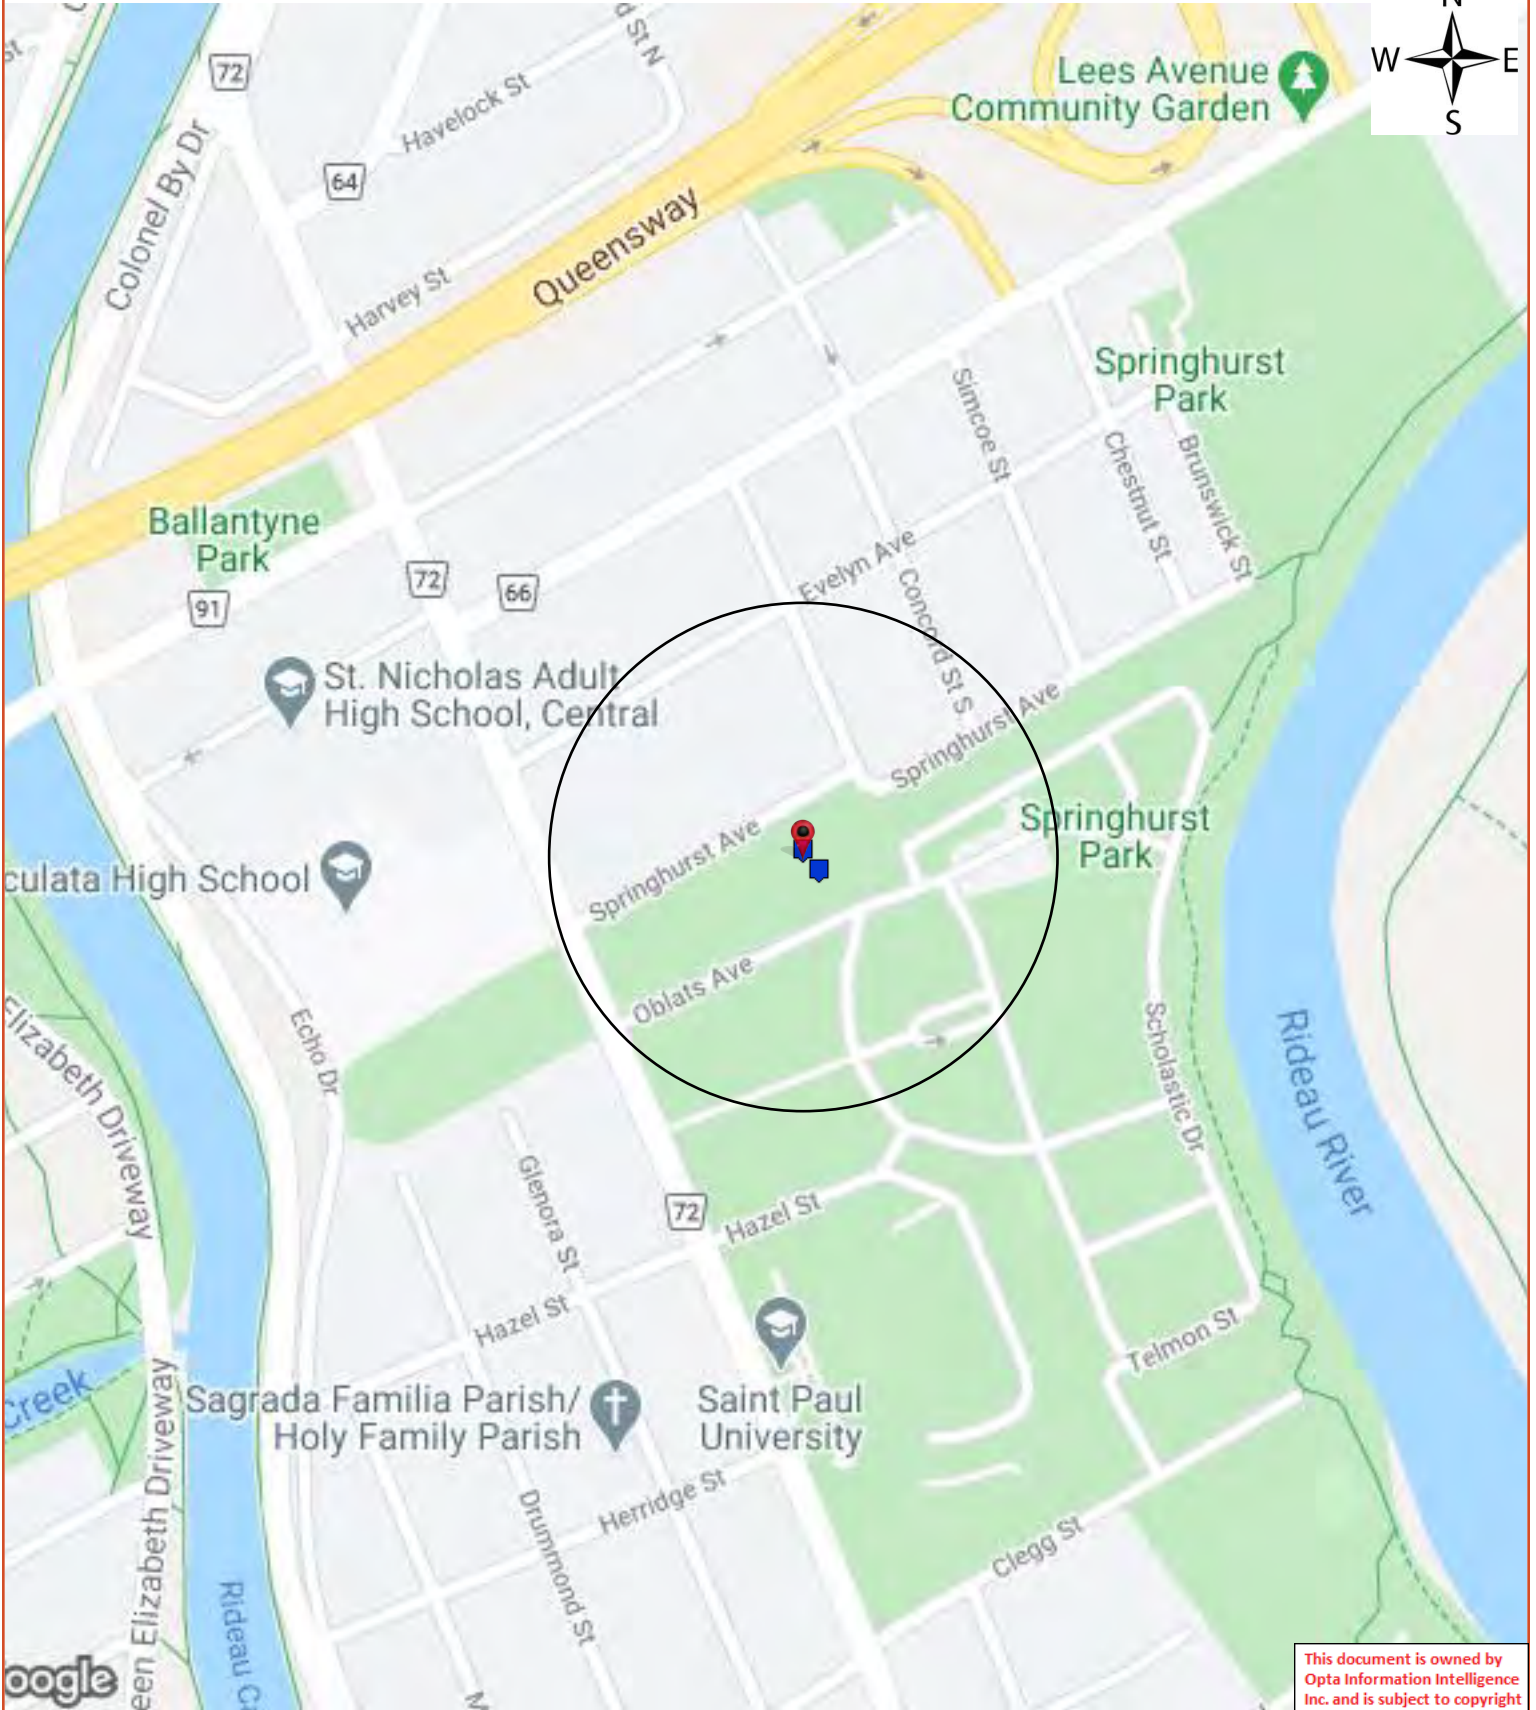 N
W E
S
St
72
d St N
Havelock St
Lees Avenue
Community Garden
Colonel By Dr
64
Queensway
Harvey St
Springhurst
Park
Simcoe St
Chestnut St
Brunswick St
Ballantyne
Park
91
72
66
Evelyn Ave
Concord St S
St. Nicholas Adult
High School, Central
Springhurst Ave
Springhurst Ave
Springhurst
Park
culata High School
Oblats Ave
Elizabeth Driveway
Echo Dr
Scholastic Dr
Rideau River
Glenora St
72
Hazel St
Hazel St
Telmon St
Creek
Sagrada Familia Parish/
Holy Family Parish
Saint Paul
University
Herridge St
Drummond St
Clegg St
een Elizabeth Driveway
Rideau Ca
M
oogle
This document is owned by
Opta Information Intelligence
Inc. and is subject to copyright